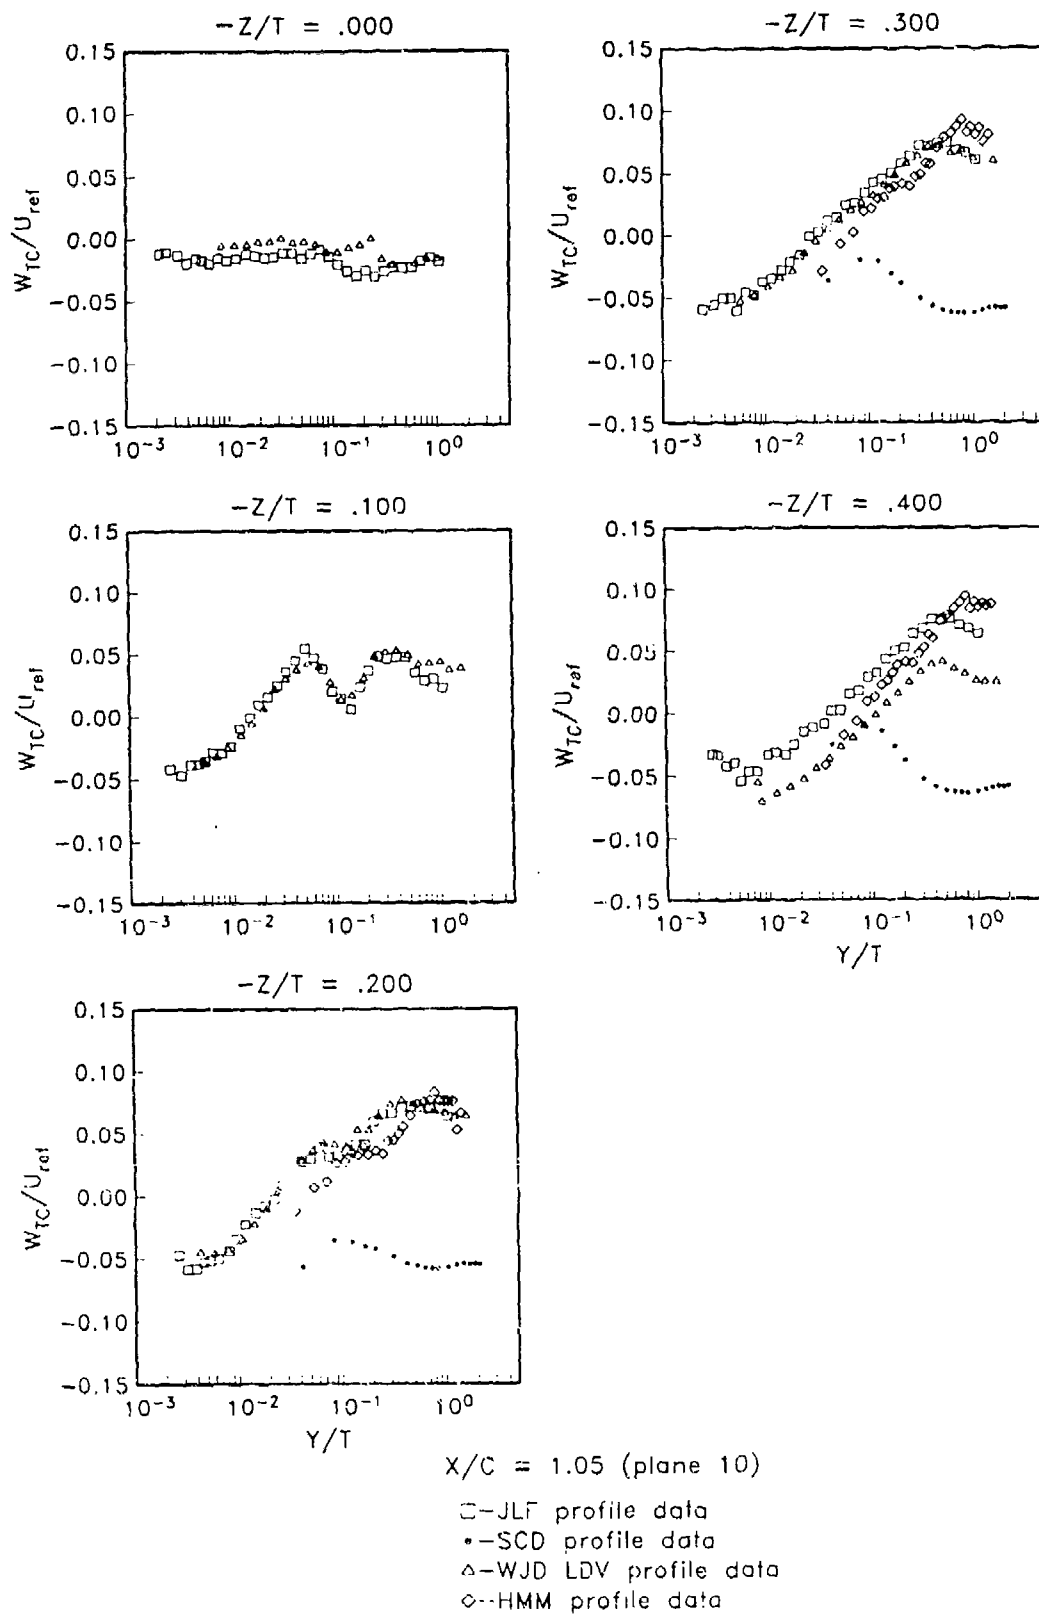 -Z/T = .000
0.15
0.10
0.05
0.00
-0.05
-0.10
-0.15
W_TC/U_ref
10^-3 10^-2 10^-1 10^0
-Z/T = .100
0.15
0.10
0.05
0.00
-0.05
-0.10
-0.15
W_TC/U_ref
10^-3 10^-2 10^-1 10^0
-Z/T = .200
0.15
0.10
0.05
0.00
-0.05
-0.10
-0.15
W_TC/U_ref
10^-3 10^-2 10^-1 10^0
Y/T
-Z/T = .300
0.15
0.10
0.05
0.00
-0.05
-0.10
-0.15
W_TC/U_ref
10^-3 10^-2 10^-1 10^0
-Z/T = .400
0.15
0.10
0.05
0.00
-0.05
-0.10
-0.15
W_TC/U_ref
10^-3 10^-2 10^-1 10^0
Y/T
X/C = 1.05 (plane 10)
□-JLF profile data
•-SCD profile data
△-WJD LDV profile data
◇--HMM profile data